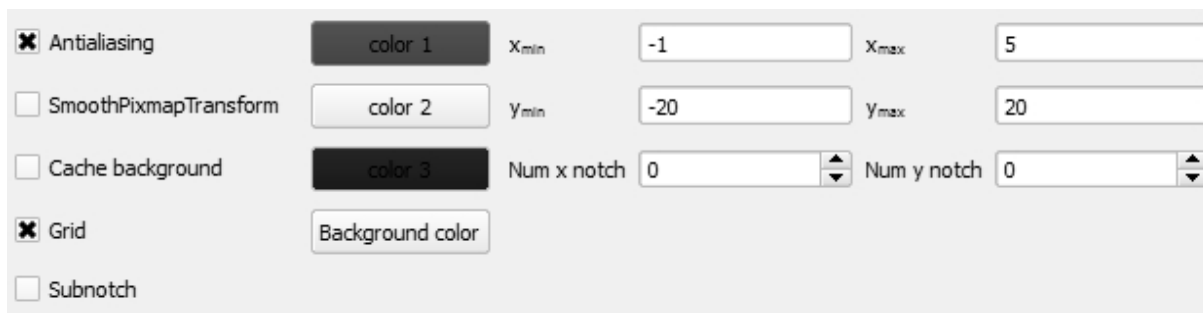 Antialiasing color 1 xmin -1 xmax 5
SmoothPixmapTransform color 2 ymin -20 ymax 20
Cache background color 3 Num x notch 0 Num y notch 0
Grid Background color
Subnotch